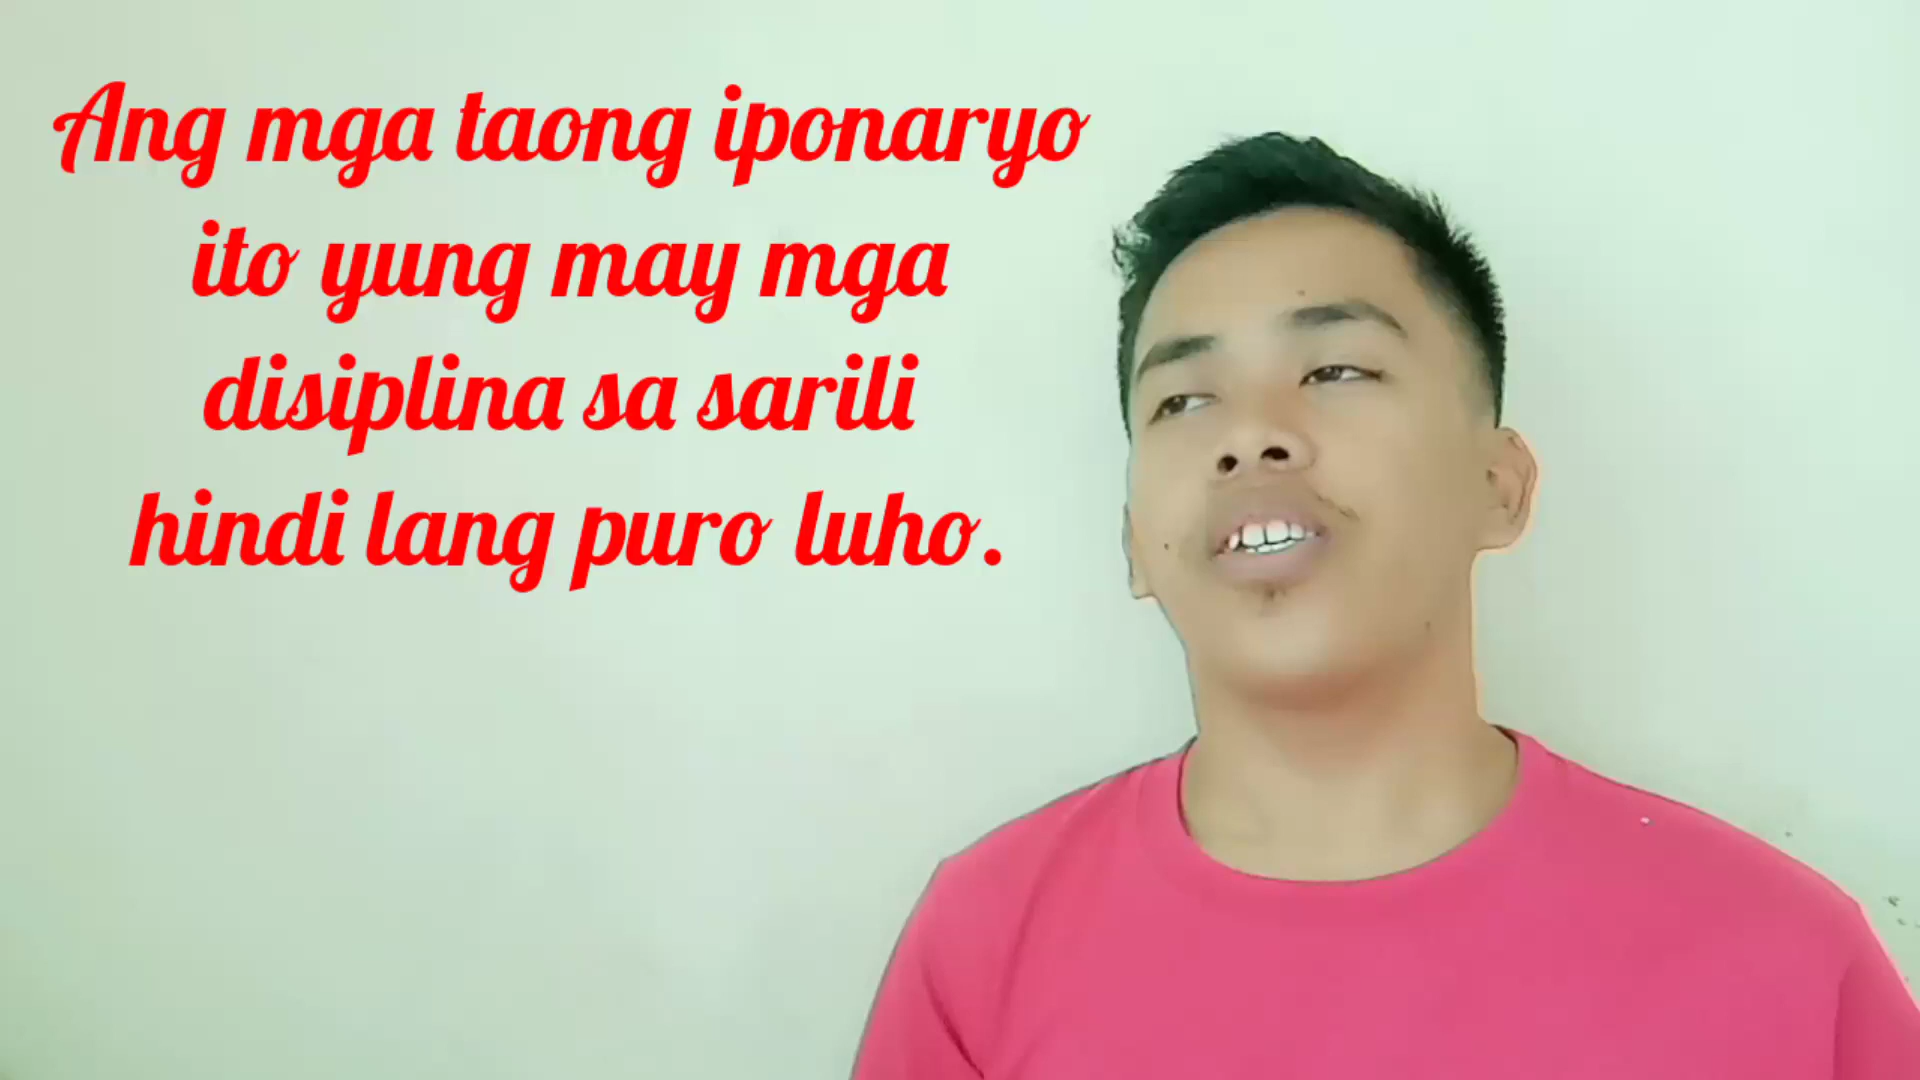 Ang mga taong iponaryo
ito yung may mga
disiplina sa sarili
hindi lang puro luho.